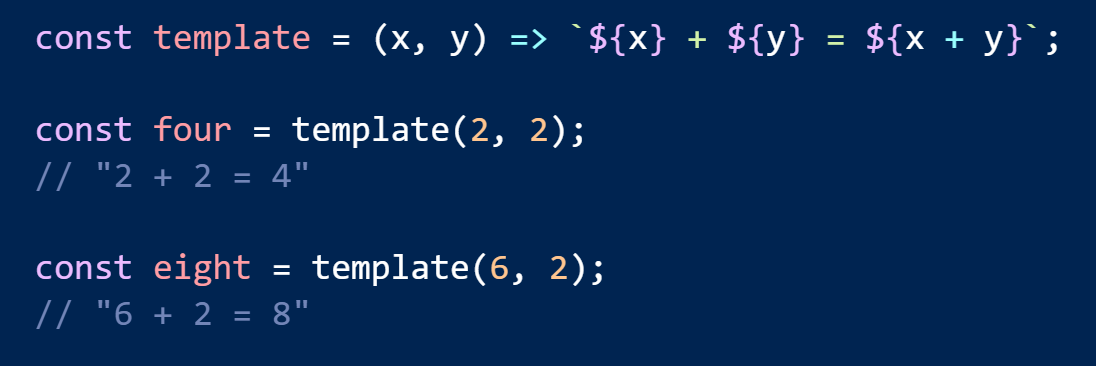 const template = (x, y) => `${x} + ${y} = ${x + y}`;
const four = template(2, 2);
// "2 + 2 = 4"
const eight = template(6, 2);
// "6 + 2 = 8"